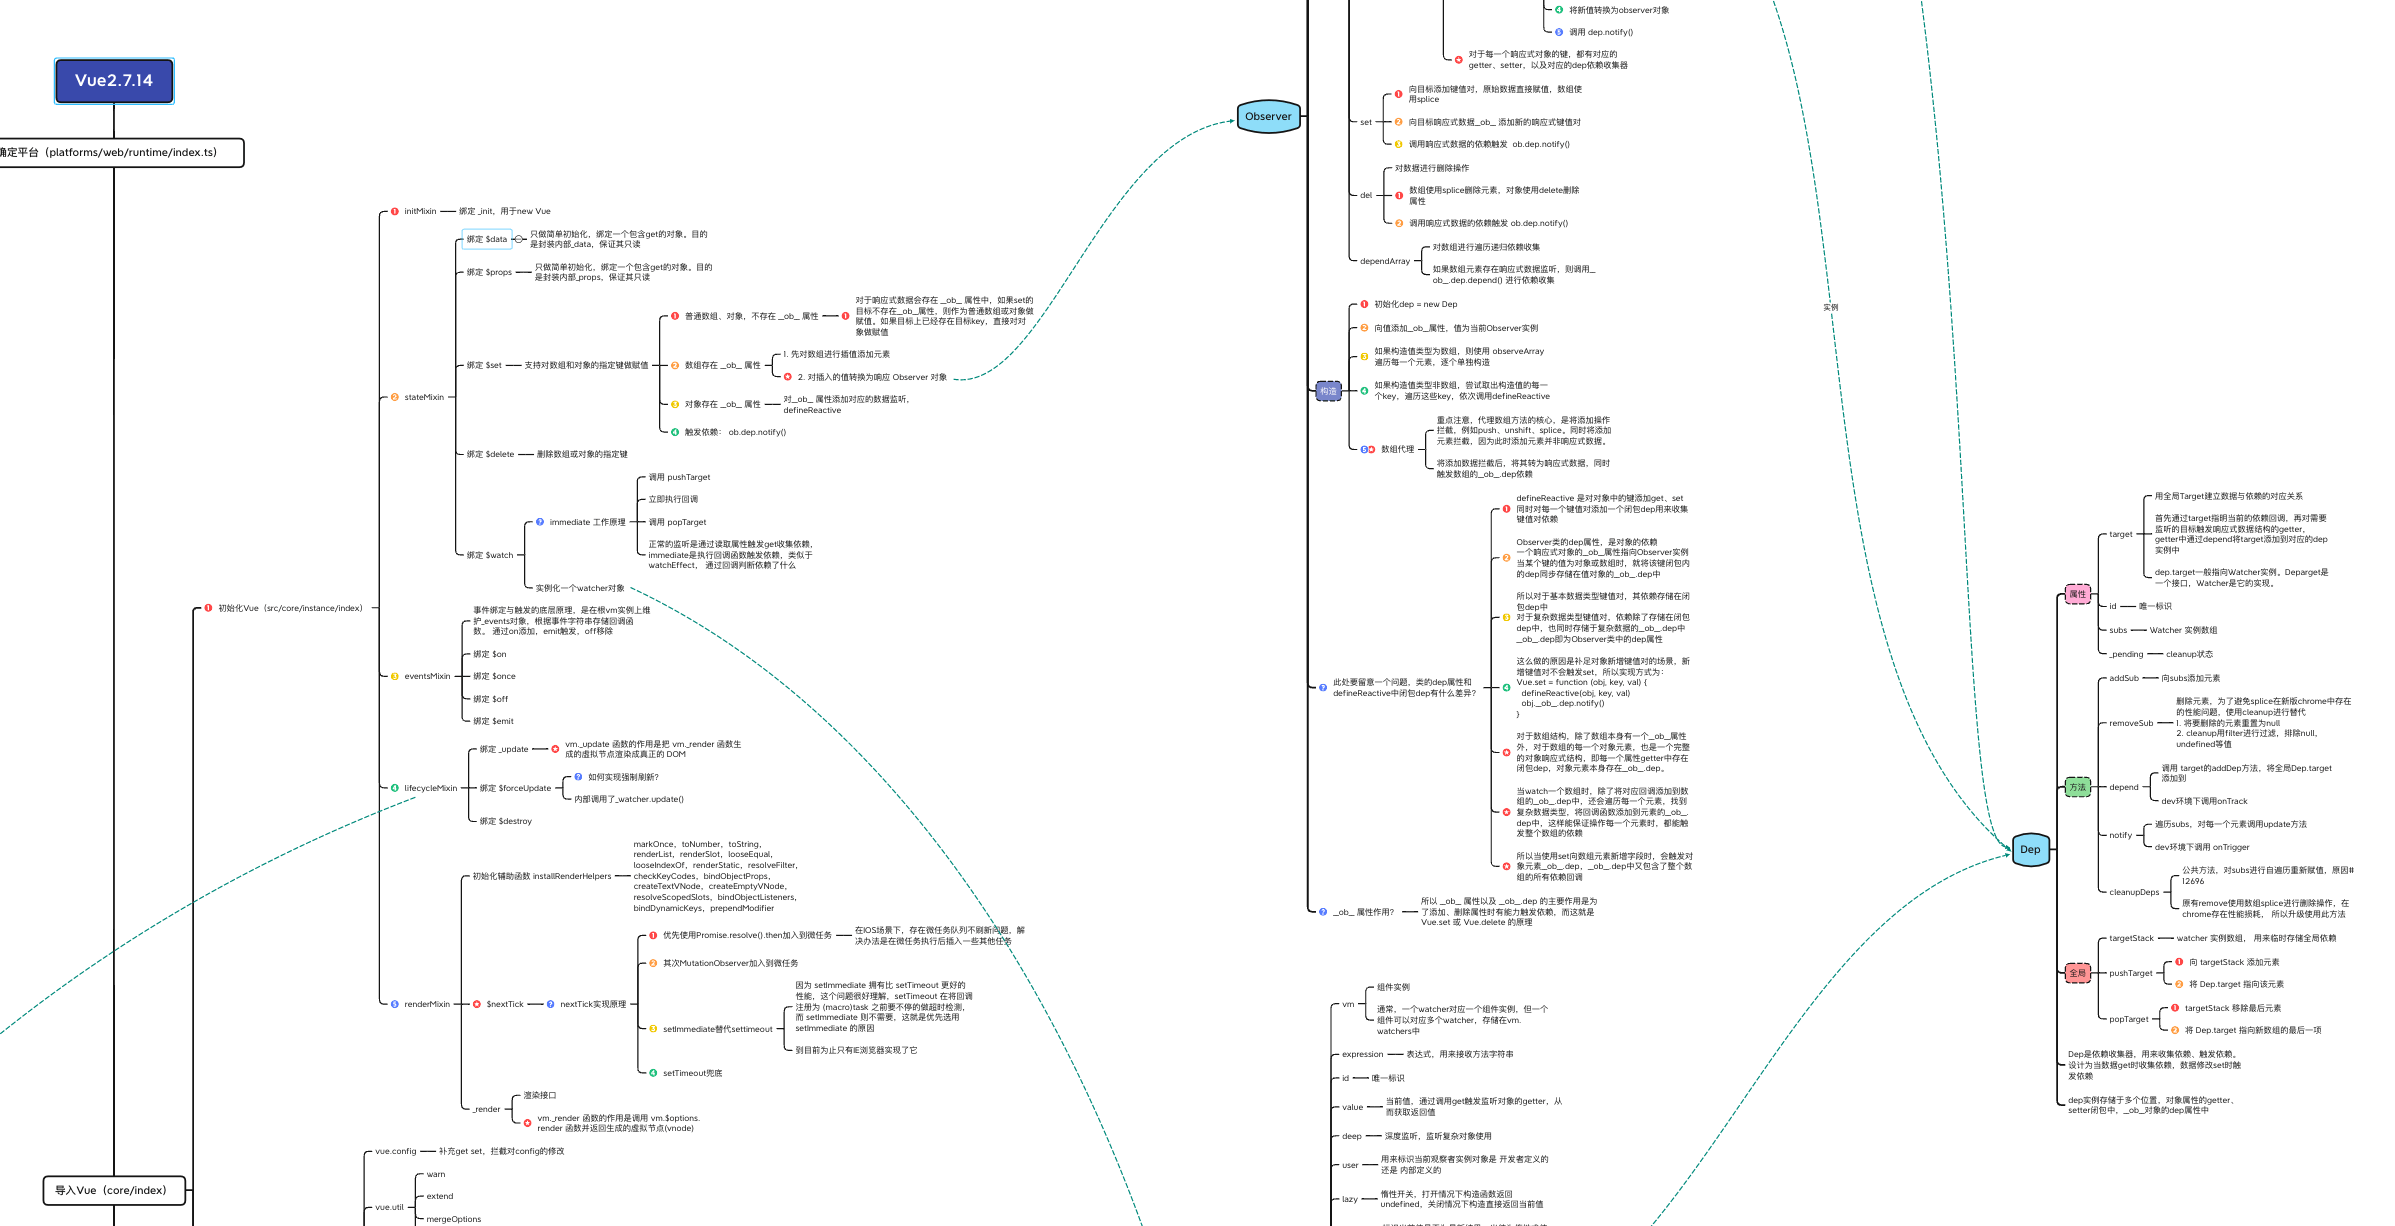 Vue2.7.14
确定平台（platforms/web/runtime/index.ts）
导入Vue（core/index）
初始化Vue（src/core/instance/index）
initMixin
绑定 _init，用于new Vue
stateMixin
绑定 $data
只做简单初始化，绑定一个包含get的对象。目的
是封装内部_data，保证其只读
绑定 $props
只做简单初始化，绑定一个包含get的对象。目的
是封装内部_props，保证其只读
绑定 $set
支持对数组和对象的指定键做赋值
普通数组、对象，不存在 _ob_ 属性
对于响应式数据会存在 _ob_ 属性中，如果set的
目标不存在_ob_属性，则作为普通数组或对象做
赋值。如果目标上已经存在目标key，直接对对
象做赋值
数组存在 _ob_ 属性
1. 先对数组进行插值添加元素
2. 对插入的值转换为响应 Observer 对象
对象存在 _ob_ 属性
对_ob_ 属性添加对应的数据监听，
defineReactive
触发依赖： ob.dep.notify()
绑定 $delete
删除数组或对象的指定键
绑定 $watch
immediate 工作原理
调用 pushTarget
立即执行回调
调用 popTarget
正常的监听是通过读取属性触发get收集依赖，
immediate是执行回调函数触发依赖，类似于
watchEffect， 通过回调判断依赖了什么
实例化一个watcher对象
eventsMixin
事件绑定与触发的底层原理，是在根vm实例上维
护_events对象，根据事件字符串存储回调函
数。 通过on添加，emit触发，off移除
绑定 $on
绑定 $once
绑定 $off
绑定 $emit
lifecycleMixin
绑定 _update
vm._update 函数的作用是把 vm._render 函数生
成的虚拟节点渲染成真正的 DOM
绑定 $forceUpdate
如何实现强制刷新？
内部调用了_watcher.update()
绑定 $destroy
renderMixin
初始化辅助函数 installRenderHelpers
markOnce，toNumber，toString，
renderList，renderSlot，looseEqual，
looseIndexOf，renderStatic，resolveFilter，
checkKeyCodes，bindObjectProps，
createTextVNode，createEmptyVNode，
resolveScopedSlots，bindObjectListeners，
bindDynamicKeys，prependModifier
$nextTick
nextTick实现原理
优先使用Promise.resolve().then加入到微任务
在IOS场景下，存在微任务队列不刷新问题，解
决办法是在微任务执行后插入一些其他任务
其次MutationObserver加入到微任务
setImmediate替代settimeout
因为 setImmediate 拥有比 setTimeout 更好的
性能，这个问题很好理解，setTimeout 在将回调
注册为 (macro)task 之前要不停的做超时检测，
而 setImmediate 则不需要，这就是优先选用
setImmediate 的原因
到目前为止只有IE浏览器实现了它
setTimeout兜底
_render
渲染接口
vm._render 函数的作用是调用 vm.$options.
render 函数并返回生成的虚拟节点(vnode)
vue.config
补充get set，拦截对config的修改
vue.util
warn
extend
mergeOptions
Observer
将新值转换为observer对象
调用 dep.notify()
对于每一个响应式对象的键，都有对应的
getter、setter，以及对应的dep依赖收集器
set
向目标添加键值对，原始数据直接赋值，数组使
用splice
向目标响应式数据_ob_ 添加新的响应式键值对
调用响应式数据的依赖触发 ob.dep.notify()
del
对数据进行删除操作
数组使用splice删除元素，对象使用delete删除
属性
调用响应式数据的依赖触发 ob.dep.notify()
dependArray
对数组进行遍历递归依赖收集
如果数组元素存在响应式数据监听，则调用_
ob_.dep.depend() 进行依赖收集
构造
初始化dep = new Dep
向值添加_ob_属性，值为当前Observer实例
如果构造值类型为数组，则使用 observeArray
遍历每一个元素，逐个单独构造
如果构造值类型非数组，尝试取出构造值的每一
个key，遍历这些key，依次调用defineReactive
数组代理
重点注意，代理数组方法的核心，是将添加操作
拦截，例如push、unshift、splice。同时将添加
元素拦截，因为此时添加元素并非响应式数据。
将添加数据拦截后，将其转为响应式数据，同时
触发数组的_ob_.dep依赖
此处要留意一个问题，类的dep属性和
defineReactive中闭包dep有什么差异？
defineReactive 是对对象中的键添加get、set
同时对每一个键值对添加一个闭包dep用来收集
键值对依赖
Observer类的dep属性，是对象的依赖
一个响应式对象的_ob_属性指向Observer实例
当某个键的值为对象或数组时，就将该键闭包内
的dep同步存储在值对象的_ob_.dep中
所以对于基本数据类型键值对，其依赖存储在闭
包dep中
对于复杂数据类型键值对，依赖除了存储在闭包
dep中，也同时存储于复杂数据的_ob_.dep中
_ob_.dep即为Observer类中的dep属性
这么做的原因是补足对象新增键值对的场景，新
增键值对不会触发set，所以实现方式为：
Vue.set = function (obj, key, val) {
defineReactive(obj, key, val)
obj._ob_.dep.notify()
}
对于数组结构，除了数组本身有一个_ob_属性
外，对于数组的每一个对象元素，也是一个完整
的对象响应式结构，即每一个属性getter中存在
闭包dep，对象元素本身存在_ob_.dep。
当watch一个数组时，除了将对应回调添加到数
组的_ob_.dep中，还会遍历每一个元素，找到
复杂数据类型，将回调函数添加到元素的_ob_.
dep中，这样能保证操作每一个元素时，都能触
发整个数组的依赖
所以当使用set向数组元素新增字段时，会触发对
象元素_ob_.dep，_ob_.dep中又包含了整个数
组的所有依赖回调
_ob_ 属性作用？
所以 _ob_ 属性以及 _ob_.dep 的主要作用是为
了添加、删除属性时有能力触发依赖，而这就是
Vue.set 或 Vue.delete 的原理
vm
组件实例
通常，一个watcher对应一个组件实例，但一个
组件可以对应多个watcher，存储在vm.
watchers中
expression
表达式，用来接收方法字符串
id
唯一标识
value
当前值，通过调用get触发监听对象的getter，从
而获取返回值
deep
深度监听，监听复杂对象使用
user
用来标识当前观察者实例对象是 开发者定义的
还是 内部定义的
lazy
惰性开关，打开情况下构造函数返回
undefined，关闭情况下构造直接返回当前值
实例
Dep
属性
target
用全局Target建立数据与依赖的对应关系
首先通过target指明当前的依赖回调，再对需要
监听的目标触发响应式数据结构的getter，
getter中通过depend将target添加到对应的dep
实例中
dep.target一般指向Watcher实例。Deparget是
一个接口，Watcher是它的实现。
id
唯一标识
subs
Watcher 实例数组
_pending
cleanup状态
方法
addSub
向subs添加元素
removeSub
删除元素，为了避免splice在新版chrome中存在
的性能问题，使用cleanup进行替代
1. 将要删除的元素重置为null
2. cleanup用filter进行过滤，排除null，
undefined等值
depend
调用 target的addDep方法，将全局Dep.target
添加到
dev环境下调用onTrack
notify
遍历subs，对每一个元素调用update方法
dev环境下调用 onTrigger
cleanupDeps
公共方法，对subs进行自遍历重新赋值，原因#
12696
原有remove使用数组splice进行删除操作，在
chrome存在性能损耗， 所以升级使用此方法
全局
targetStack
watcher 实例数组， 用来临时存储全局依赖
pushTarget
向 targetStack 添加元素
将 Dep.target 指向该元素
popTarget
targetStack 移除最后元素
将 Dep.target 指向新数组的最后一项
Dep是依赖收集器，用来收集依赖、触发依赖。
设计为当数据get时收集依赖，数据修改set时触
发依赖
dep实例存储于多个位置，对象属性的getter、
setter闭包中，_ob_对象的dep属性中